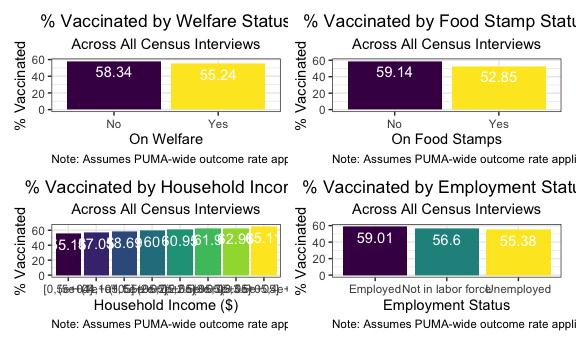 % Vaccinated by Welfare Status
Across All Census Interviews
% Vaccinated
60
40
20
0
58.34
55.24
No
Yes
On Welfare
Note: Assumes PUMA-wide outcome rate app
% Vaccinated by Food Stamp Statu
Across All Census Interviews
% Vaccinated
60
40
20
0
59.14
52.85
No
Yes
On Food Stamps
Note: Assumes PUMA-wide outcome rate appli
% Vaccinated by Household Incom
Across All Census Interviews
% Vaccinated
60
40
20
0
Household Income ($)
Note: Assumes PUMA-wide outcome rate app
% Vaccinated by Employment Statu
Across All Census Interviews
% Vaccinated
60
40
20
0
59.01
56.6
55.38
Employed
Not in labor force
Unemployed
Employment Status
Note: Assumes PUMA-wide outcome rate appli